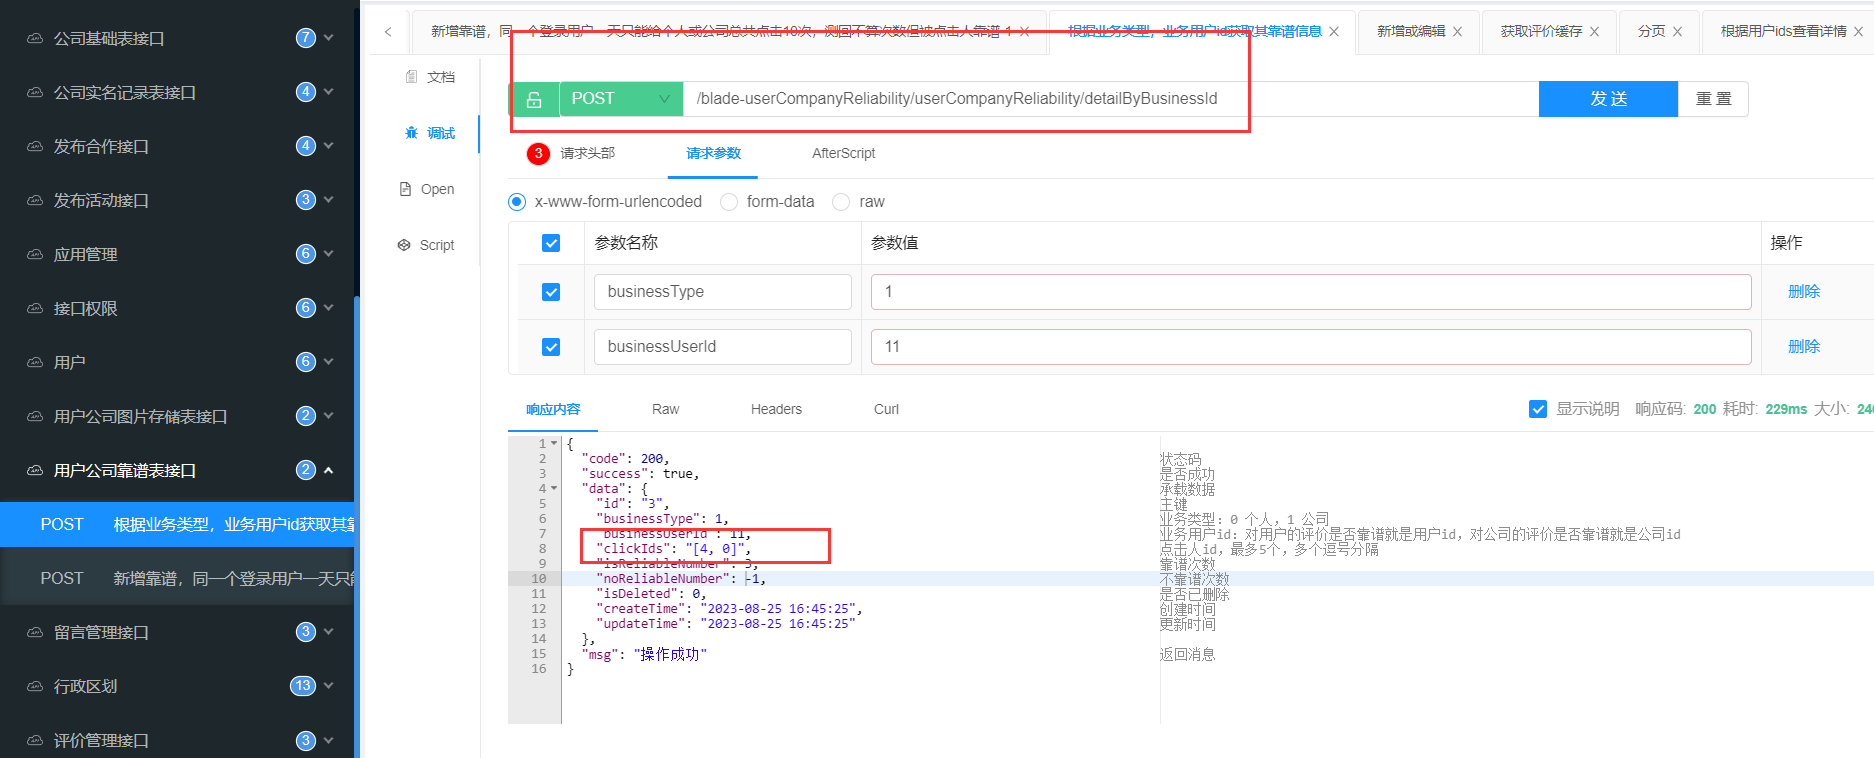 公司基础表接口 7
公司实名记录表接口 4
发布合作接口 4
发布活动接口 3
应用管理 6
接口权限 6
用户 6
用户公司图片存储表接口 2
用户公司靠谱表接口 2
POST 根据业务类型，业务用户id获取其靠
POST 新增靠谱，同一个登录用户一天只能
留言管理接口 3
行政区划 13
评价管理接口 3
新增靠谱，同一个登录用户一天只能给个人或公司总共点击10次，测回不算次数但被点击人靠谱-1
根据业务类型，业务用户id获取其靠谱信息
新增或编辑
获取评价缓存
分页
根据用户ids查看详情
文档
调试
Open
Script
POST /blade-userCompanyReliability/userCompanyReliability/detailByBusinessId 发 送 重 置
3 请求头部 请求参数 AfterScript
x-www-form-urlencoded form-data raw
参数名称 参数值 操作
businessType 1 删除
businessUserId 11 删除
响应内容 Raw Headers Curl 显示说明 响应码: 200 耗时: 229ms 大小: 24
1 {
2 "code": 200, 状态码
3 "success": true, 是否成功
4 "data": { 承载数据
5 "id": "3", 主键
6 "businessType": 1, 业务类型: 0 个人, 1 公司
7 "businessUserId": 11, 业务用户id: 对用户的评价是否靠谱就是用户id, 对公司的评价是否靠谱就是公司id
8 "clickIds": "[4, 0]", 点击人id, 最多5个, 多个逗号分隔
9 "isReliableNumber": 3, 靠谱次数
10 "noReliableNumber": -1, 不靠谱次数
11 "isDeleted": 0, 是否已删除
12 "createTime": "2023-08-25 16:45:25", 创建时间
13 "updateTime": "2023-08-25 16:45:25" 更新时间
14 },
15 "msg": "操作成功" 返回消息
16 }